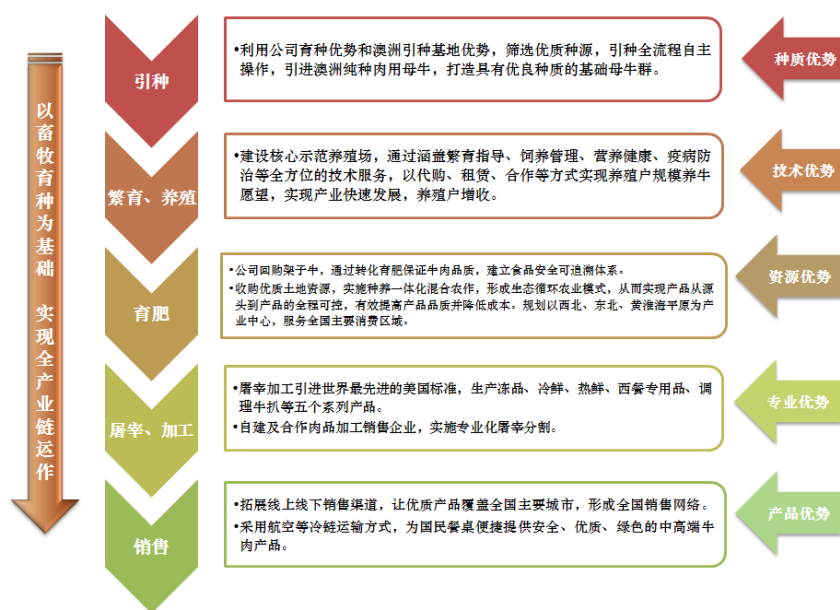 以畜牧育种为基础 实现全产业链运作
引种
•利用公司育种优势和澳洲引种基地优势，筛选优质种源，引种全流程自主
操作，引进澳洲纯种肉用母牛，打造具有优良种质的基础母牛群。
种质优势
繁育、养殖
•建设核心示范养殖场，通过涵盖繁育指导、饲养管理、营养健康、疫病防
治等全方位的技术服务，以代购、租赁、合作等方式实现养殖户规模养牛
愿望，实现产业快速发展，养殖户增收。
技术优势
育肥
•公司回购架子牛，通过转化育肥保证牛肉品质，建立食品安全可追溯体系。
•收购优质土地资源，实施种养一体化混合农作，形成生态循环农业模式，从而实现产品从源
头到产品的全程可控，有效提高产品品质并降低成本。规划以西北、东北、黄淮海平原为产
业中心，服务全国主要消费区域。
资源优势
屠宰、加工
•屠宰加工引进世界最先进的美国标准，生产冻品、冷鲜、热鲜、西餐专用品、调
理牛扒等五个系列产品。
•自建及合作肉品加工销售企业，实施专业化屠宰分割。
专业优势
销售
•拓展线上线下销售渠道，让优质产品覆盖全国主要城市，形成全国销售网络。
•采用航空等冷链运输方式，为国民餐桌便捷提供安全、优质、绿色的中高端牛
肉产品。
产品优势